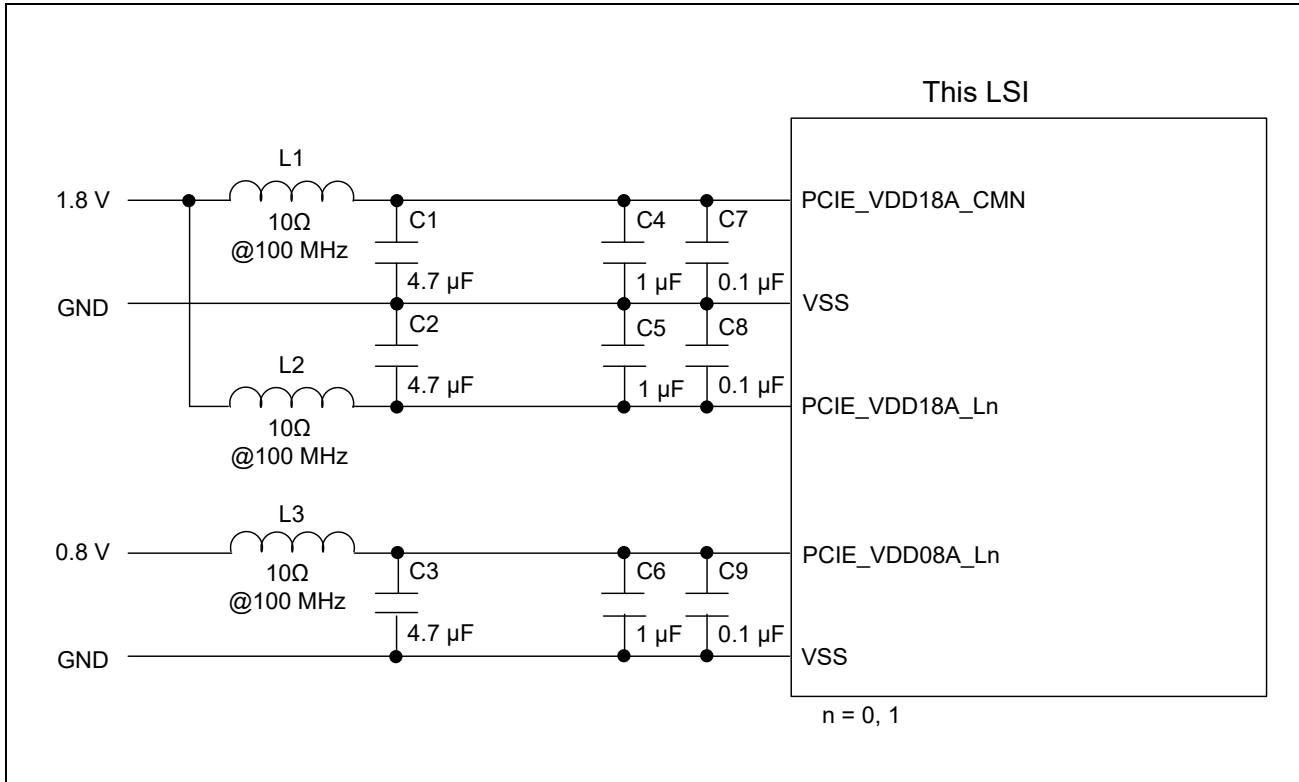 This LSI
L1
1.8 V
10Ω
@100 MHz
C1
4.7 µF
C4
1 µF
C7
0.1 µF
PCIE_VDD18A_CMN
GND
VSS
C2
4.7 µF
C5
1 µF
C8
0.1 µF
L2
10Ω
@100 MHz
PCIE_VDD18A_Ln
L3
0.8 V
10Ω
@100 MHz
C3
4.7 µF
C6
1 µF
C9
0.1 µF
PCIE_VDD08A_Ln
GND
VSS
n = 0, 1